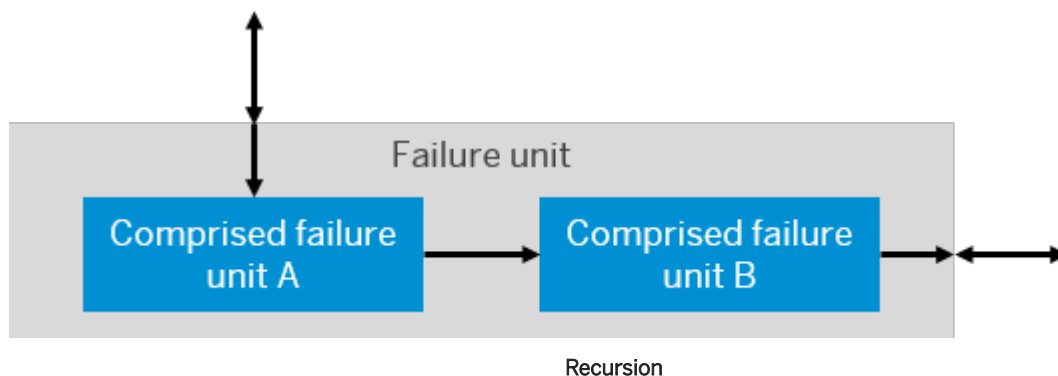 Failure unit
Comprised failure
unit A
Comprised failure
unit B
Recursion